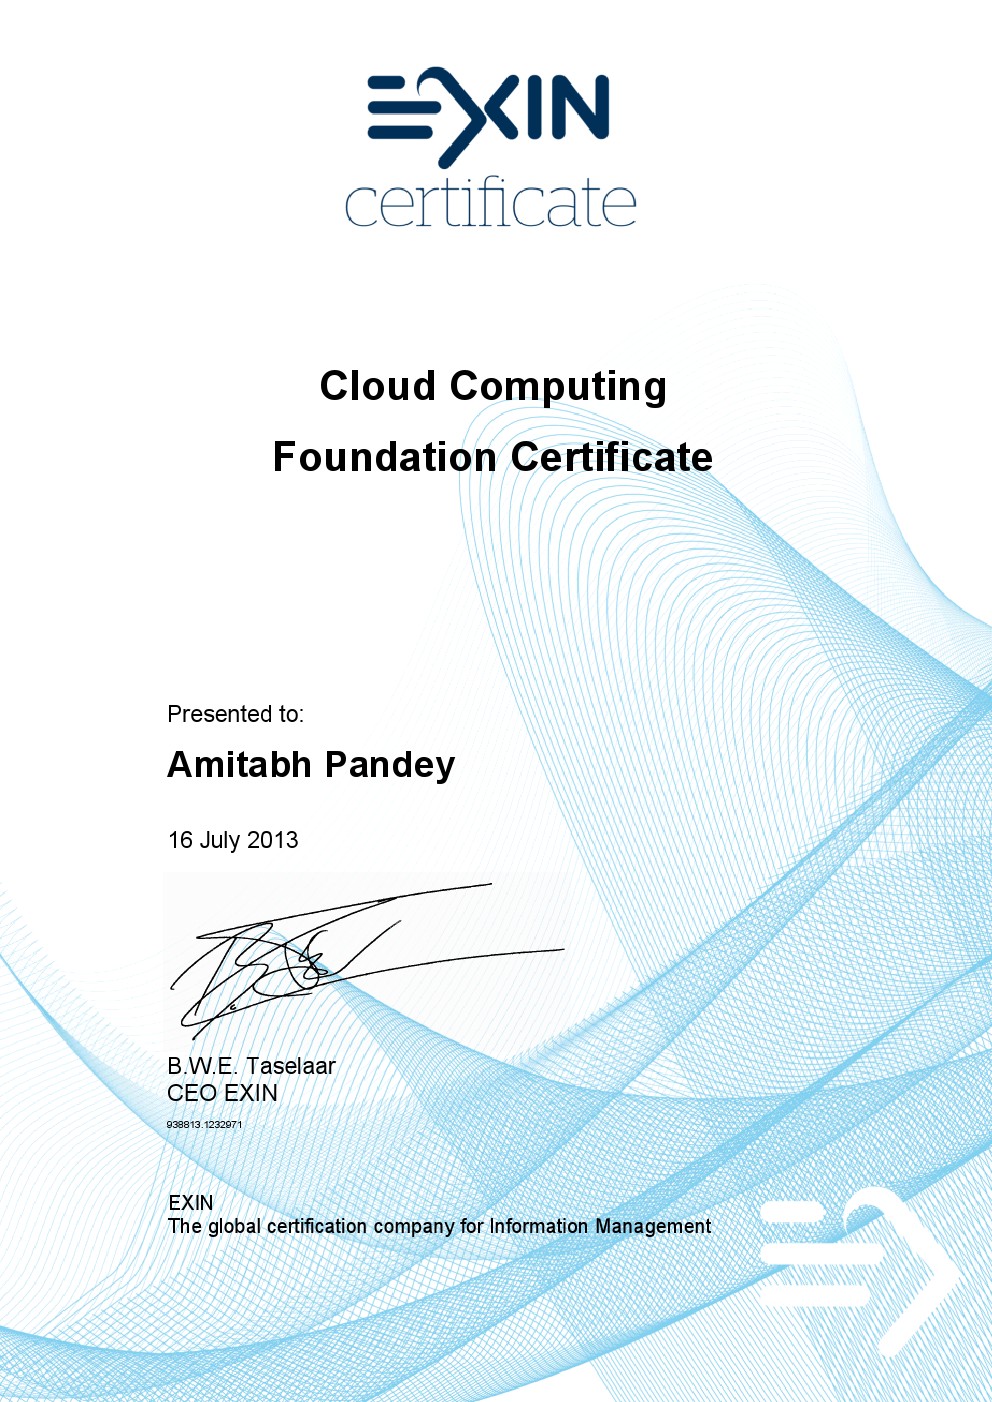 EXIN
certificate
Cloud Computing
Foundation Certificate
Presented to:
Amitabh Pandey
16 July 2013
B.W.E. Taselaar
CEO EXIN
938813.1232971
EXIN
The global certification company for Information Management